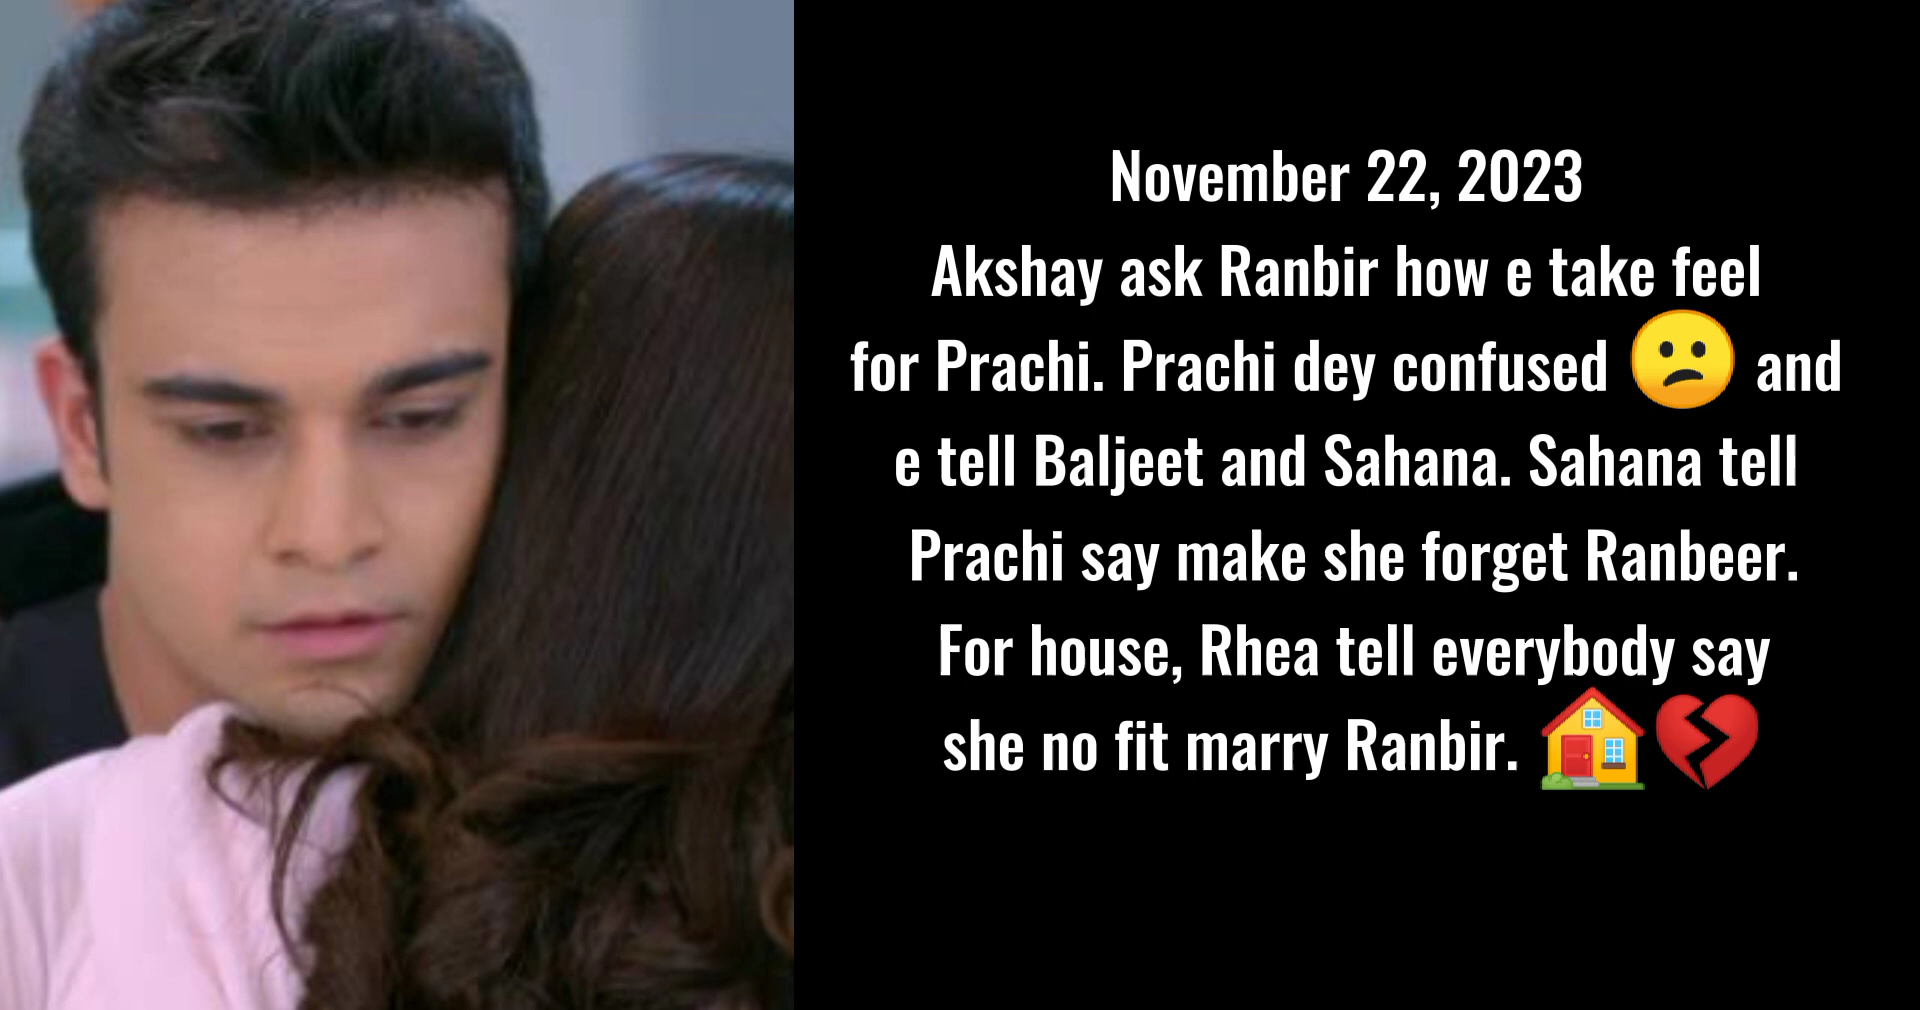 November 22, 2023
Akshay ask Ranbir how e take feel
for Prachi. Prachi dey confused 😕 and
e tell Baljeet and Sahana. Sahana tell
Prachi say make she forget Ranbeer.
For house, Rhea tell everybody say
she no fit marry Ranbir. 🏠💔